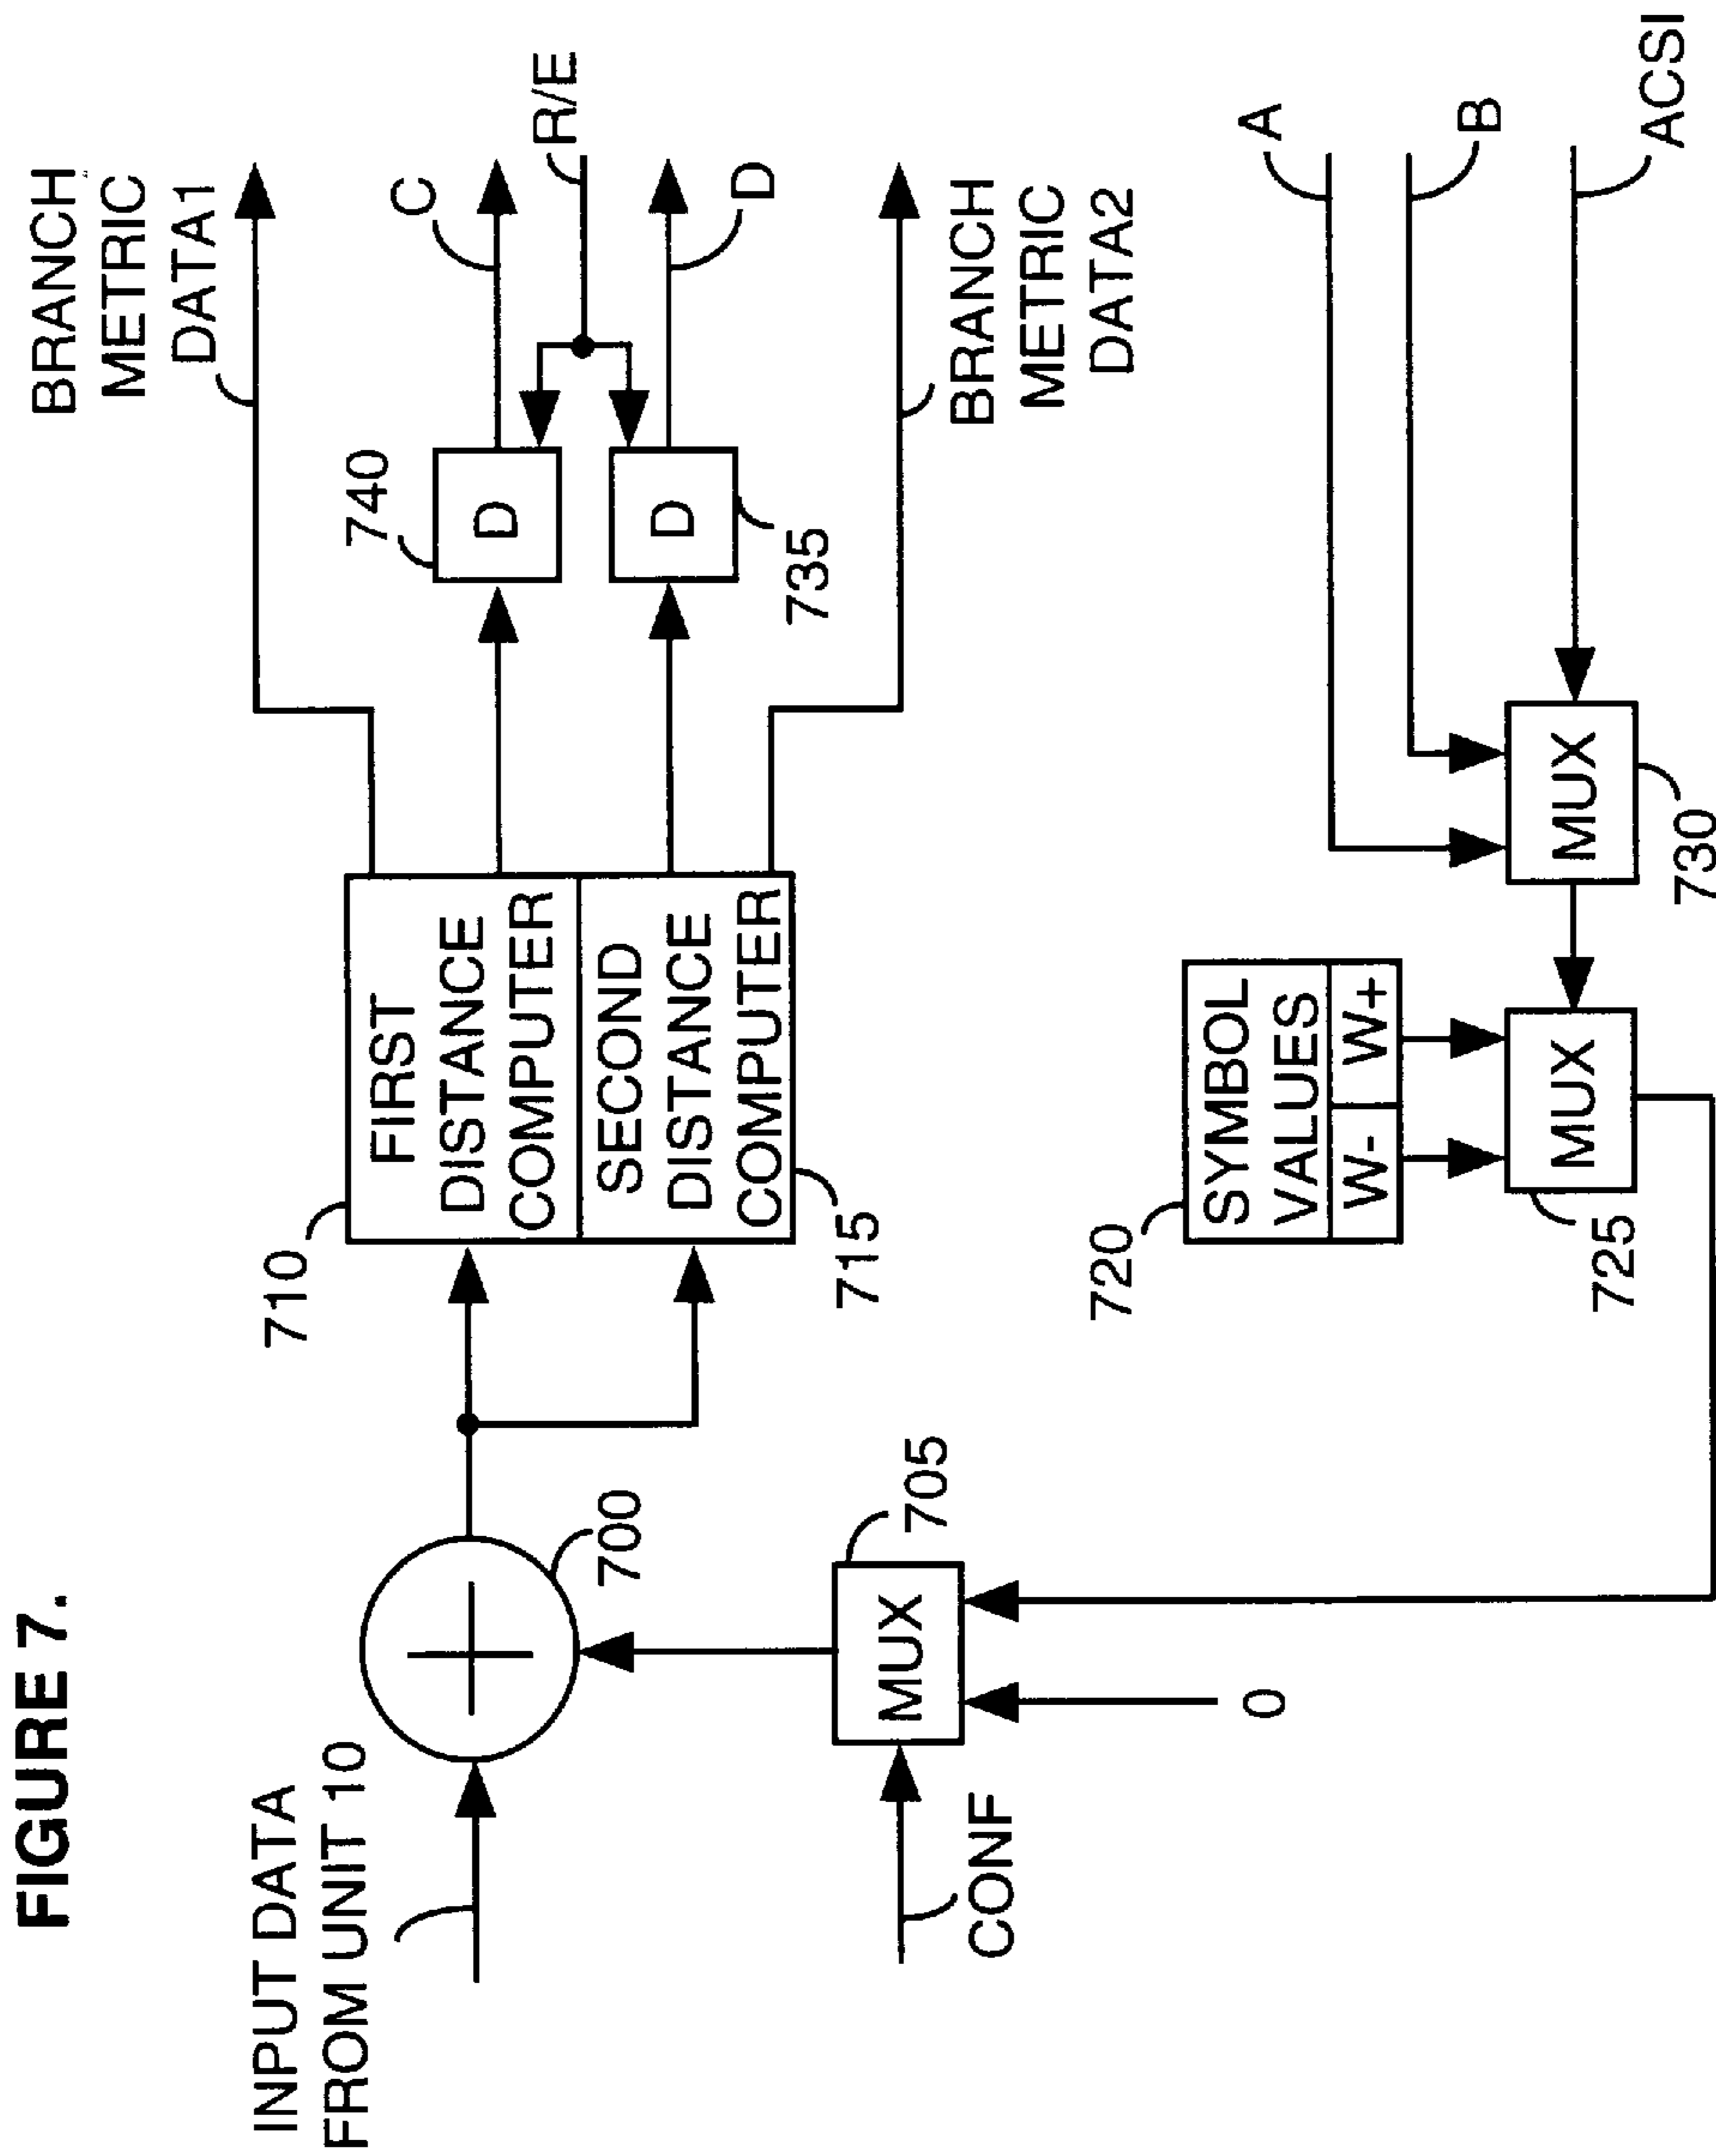 FIGURE 7.
INPUT DATA
FROM UNIT 10
700
CONF
MUX
705
0
710
FIRST
DISTANCE
COMPUTER
SECOND
DISTANCE
COMPUTER
715
BRANCH
METRIC
DATA1
740
D
C
R/E
D
735
D
BRANCH
METRIC
DATA2
720
SYMBOL
VALUES
W- W+
MUX
725
MUX
730
A
B
ACSI